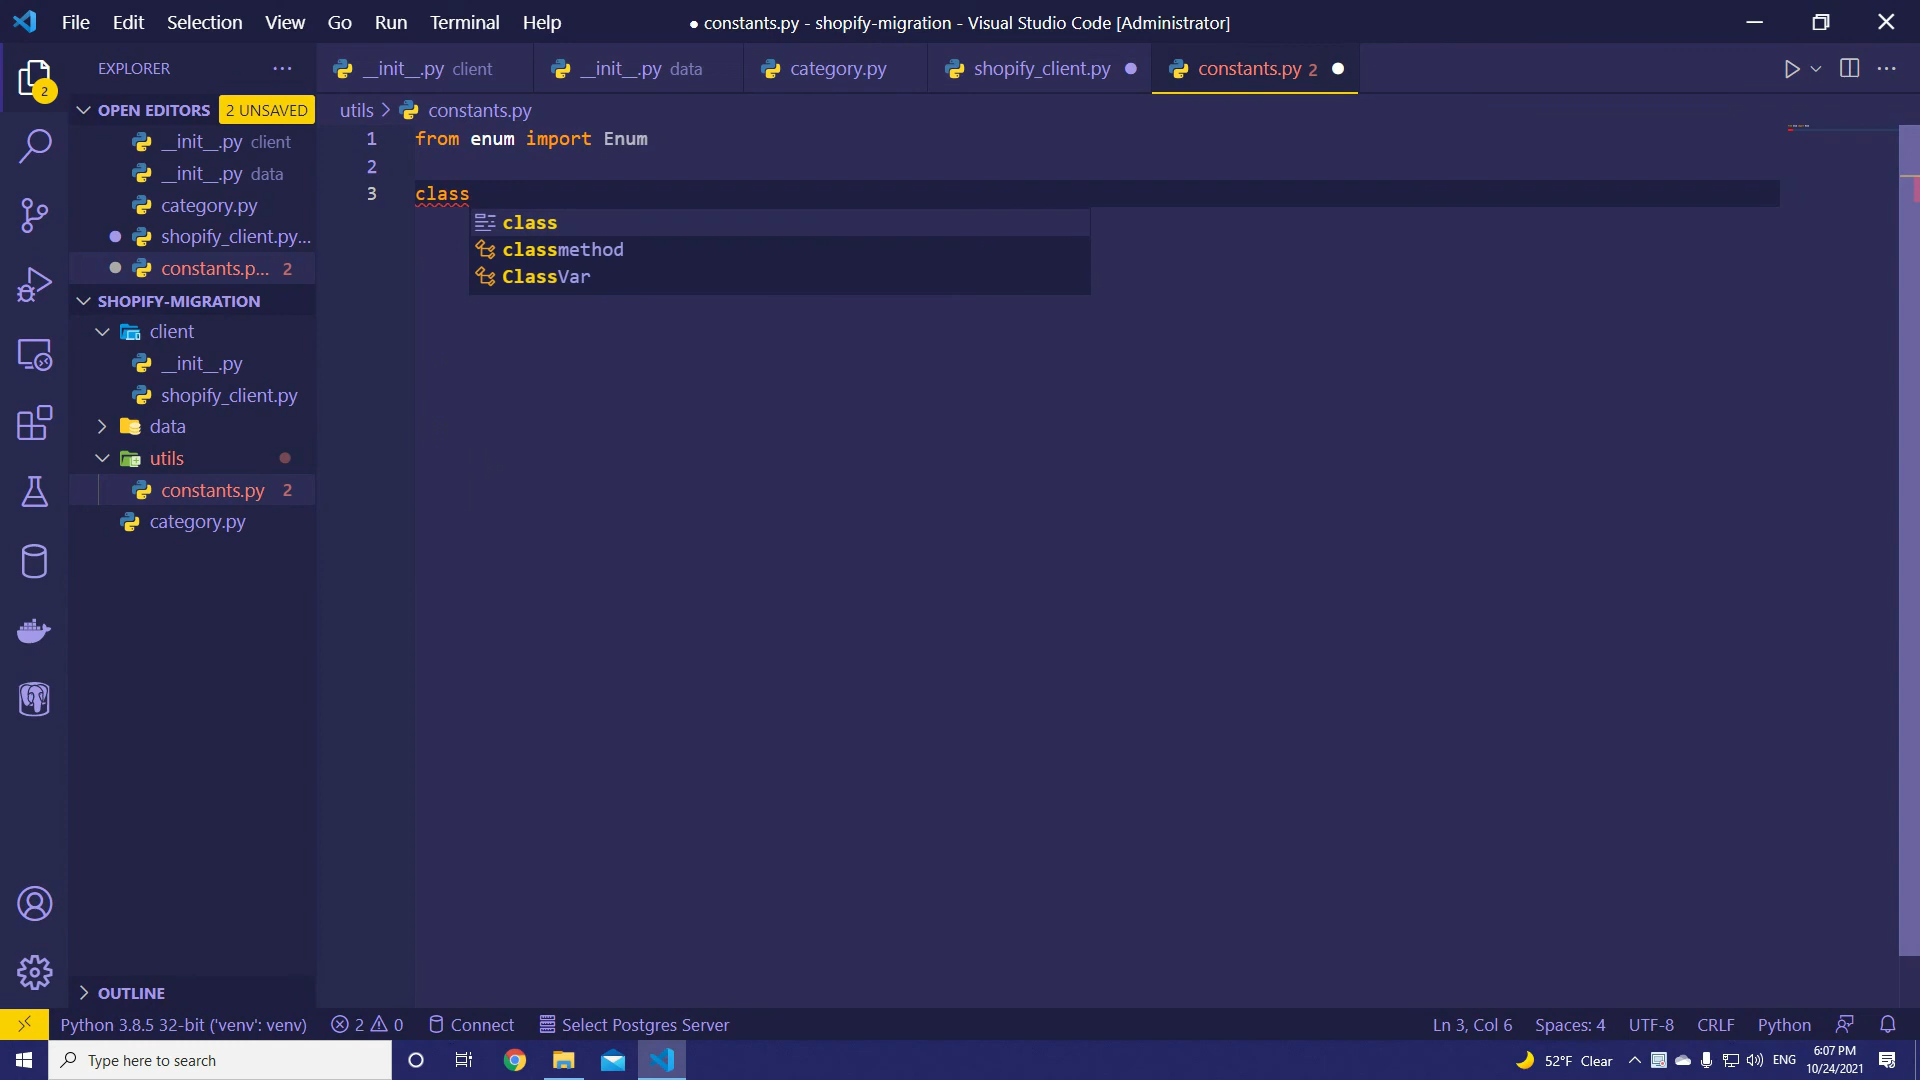 File Edit Selection View Go Run Terminal Help
● constants.py - shopify-migration - Visual Studio Code [Administrator]
EXPLORER
__init__.py client
__init__.py data
category.py
shopify_client.py
constants.py 2
2
OPEN EDITORS 2 UNSAVED
__init__.py client
__init__.py data
category.py
shopify_client.py...
constants.p... 2
SHOPIFY-MIGRATION
client
__init__.py
shopify_client.py
data
utils
constants.py 2
category.py
OUTLINE
utils > constants.py
1 from enum import Enum
2
3 class
class
classmethod
ClassVar
Python 3.8.5 32-bit ('venv': venv) 2 0 Connect Select Postgres Server
Ln 3, Col 6 Spaces: 4 UTF-8 CRLF Python
Type here to search
52°F Clear
ENG
6:07 PM
10/24/2021